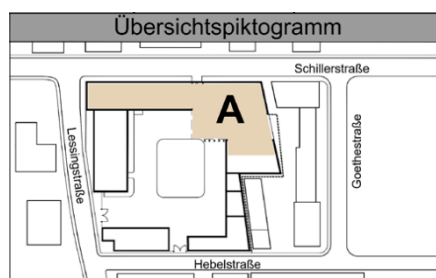 Übersichtspiktogramm
Schillerstraße
A
Lessingstraße
Goethestraße
Hebelstraße